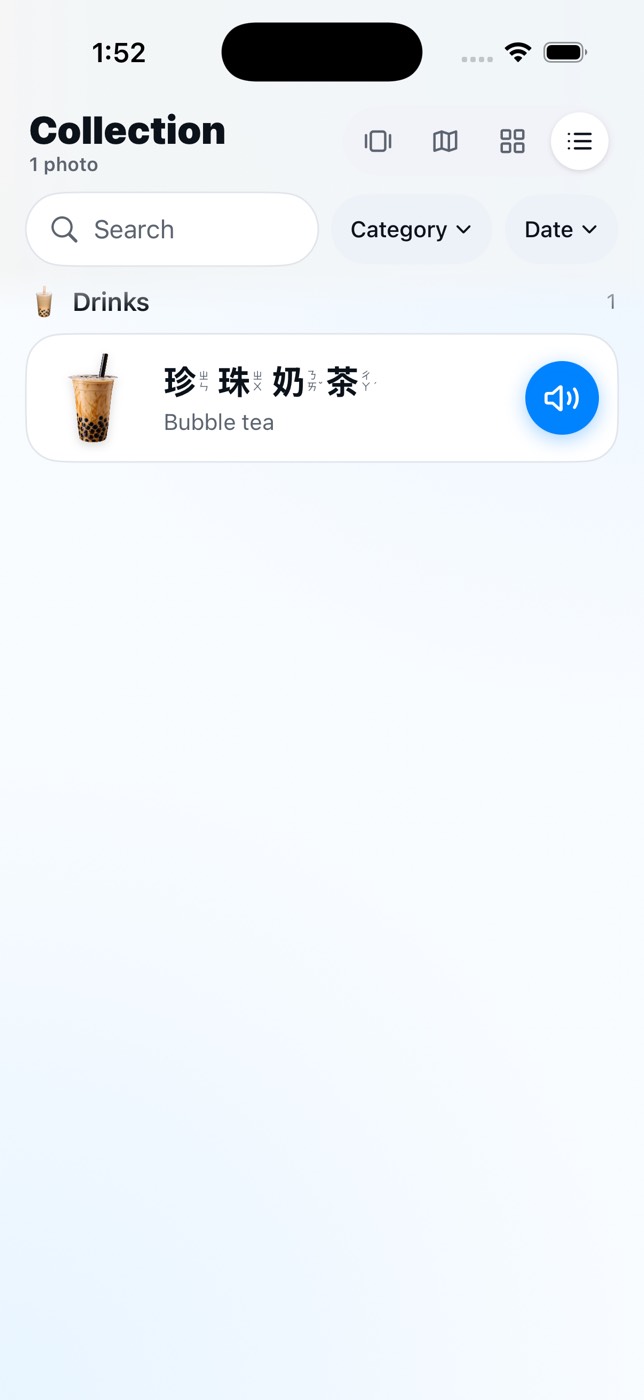 1:52
Collection
1 photo
Search
Category
Date
Drinks
1
珍ㄓㄣ珠ㄓㄨ奶ㄋㄞˇ茶ㄔㄚˊ
Bubble tea